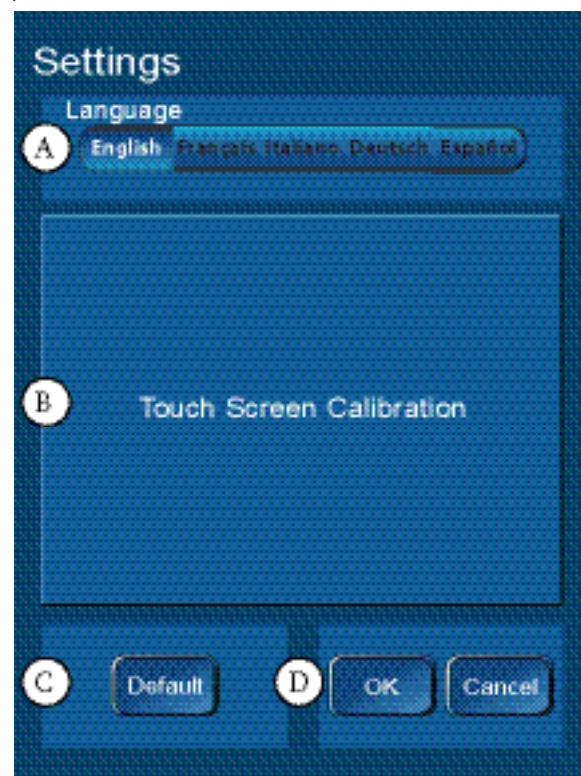 Settings
Language
A English Français Italiano Deutsch Español
B Touch Screen Calibration
C Default D OK Cancel